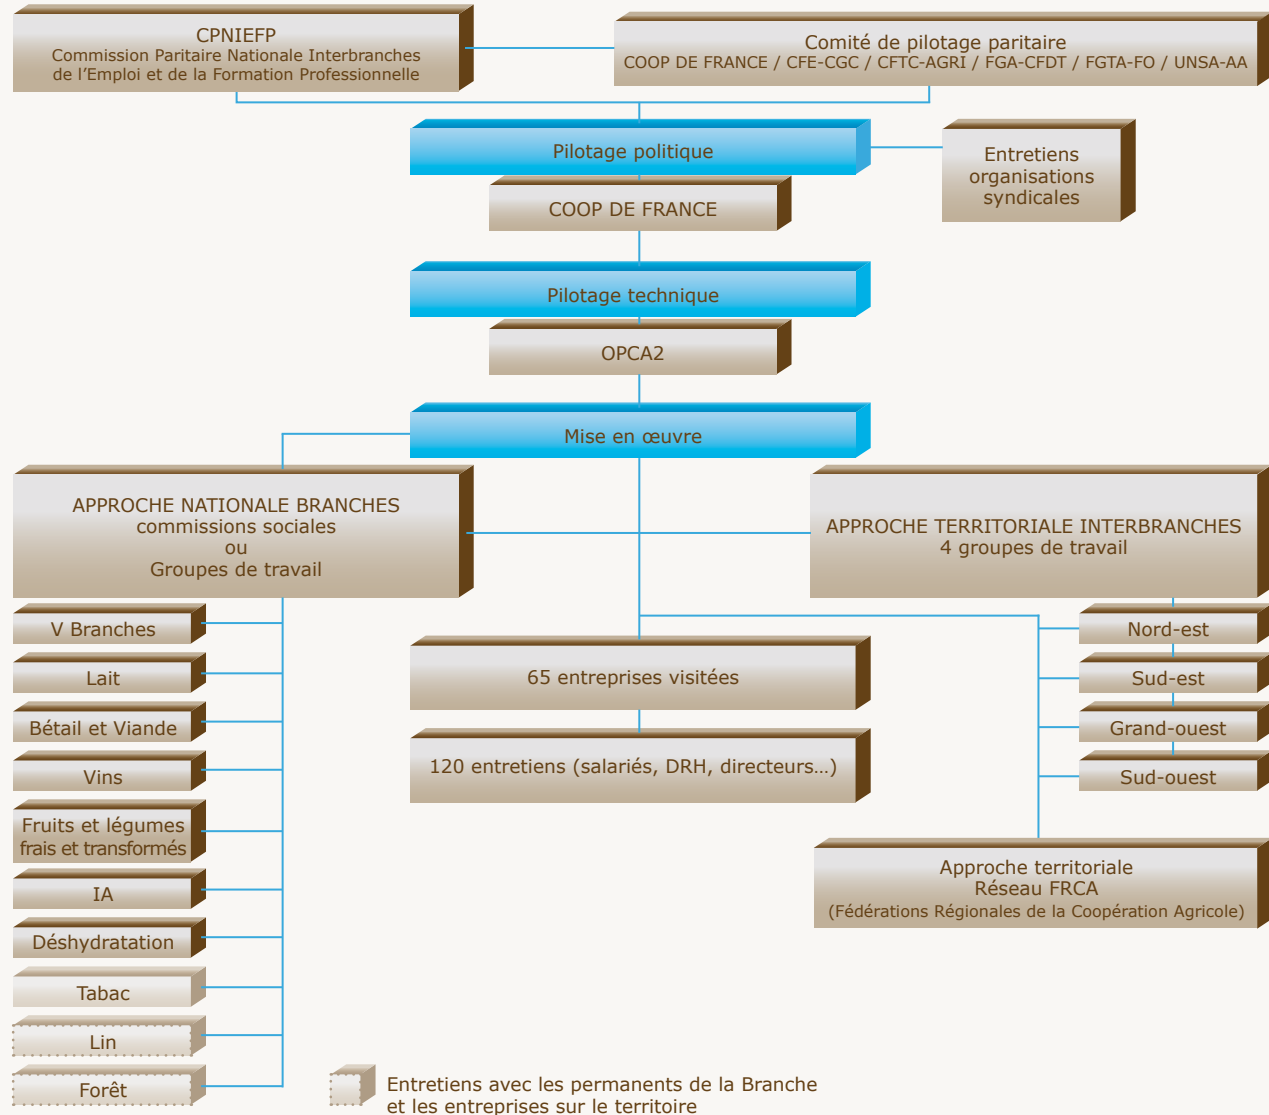 CPNIEFP
Commission Paritaire Nationale Interbranches
de l'Emploi et de la Formation Professionnelle
Comité de pilotage paritaire
COOP DE FRANCE / CFE-CGC / CFTC-AGRI / FGA-CFDT / FGTA-FO / UNSA-AA
Pilotage politique
Entretiens
organisations
syndicales
COOP DE FRANCE
Pilotage technique
OPCA2
Mise en œuvre
APPROCHE NATIONALE BRANCHES
commissions sociales
ou
Groupes de travail
APPROCHE TERRITORIALE INTERBRANCHES
4 groupes de travail
V Branches
Lait
Bétail et Viande
Vins
Fruits et légumes
frais et transformés
IA
Déshydratation
Tabac
Lin
Forêt
65 entreprises visitées
120 entretiens (salariés, DRH, directeurs…)
Nord-est
Sud-est
Grand-ouest
Sud-ouest
Approche territoriale
Réseau FRCA
(Fédérations Régionales de la Coopération Agricole)
Entretiens avec les permanents de la Branche
et les entreprises sur le territoire